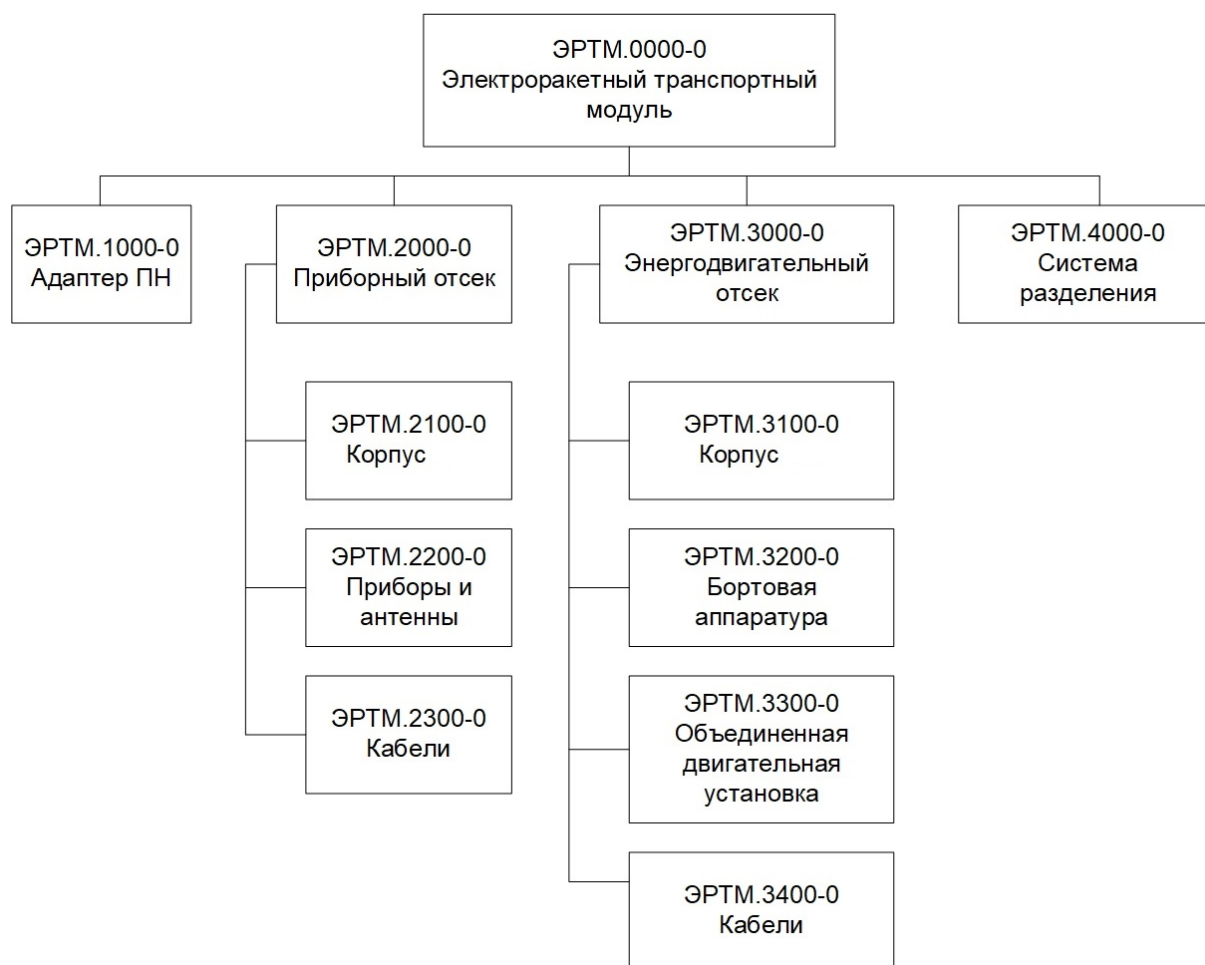 ЭРТМ.0000-0
Электроракетный транспортный
модуль
ЭРТМ.1000-0
Адаптер ПН
ЭРТМ.2000-0
Приборный отсек
ЭРТМ.3000-0
Энергодвигательный
отсек
ЭРТМ.4000-0
Система
разделения
ЭРТМ.2100-0
Корпус
ЭРТМ.2200-0
Приборы и
антенны
ЭРТМ.2300-0
Кабели
ЭРТМ.3100-0
Корпус
ЭРТМ.3200-0
Бортовая
аппаратура
ЭРТМ.3300-0
Объединенная
двигательная
установка
ЭРТМ.3400-0
Кабели